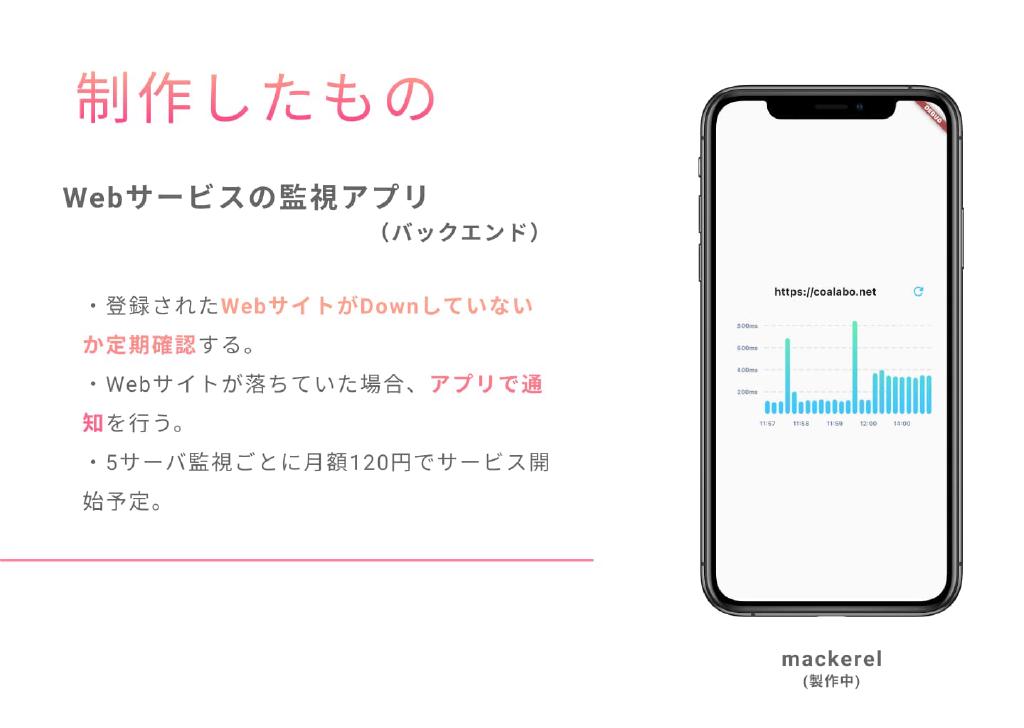 制作したもの
Webサービスの監視アプリ
（バックエンド）
・登録されたWebサイトがDownしていない
か定期確認する。
・Webサイトが落ちていた場合、アプリで通
知を行う。
・5サーバ監視ごとに月額120円でサービス開
始予定。
DEBUG
https://coalabo.net
800ms
600ms
400ms
200ms
11:57 11:58 11:59 12:00 14:00
mackerel
(製作中)